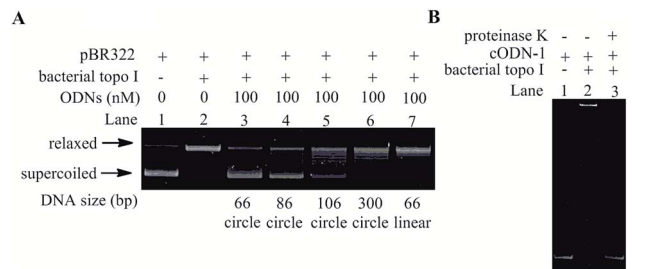 A
pBR322 + + + + + + +
bacterial topo I - + + + + + +
ODNs (nM) 0 0 100 100 100 100 100
Lane 1 2 3 4 5 6 7
relaxed
supercoiled
DNA size (bp) 66 86 106 300 66
circle circle circle circle linear
B
proteinase K - - +
cODN-1 + + +
bacterial topo I - + +
Lane 1 2 3